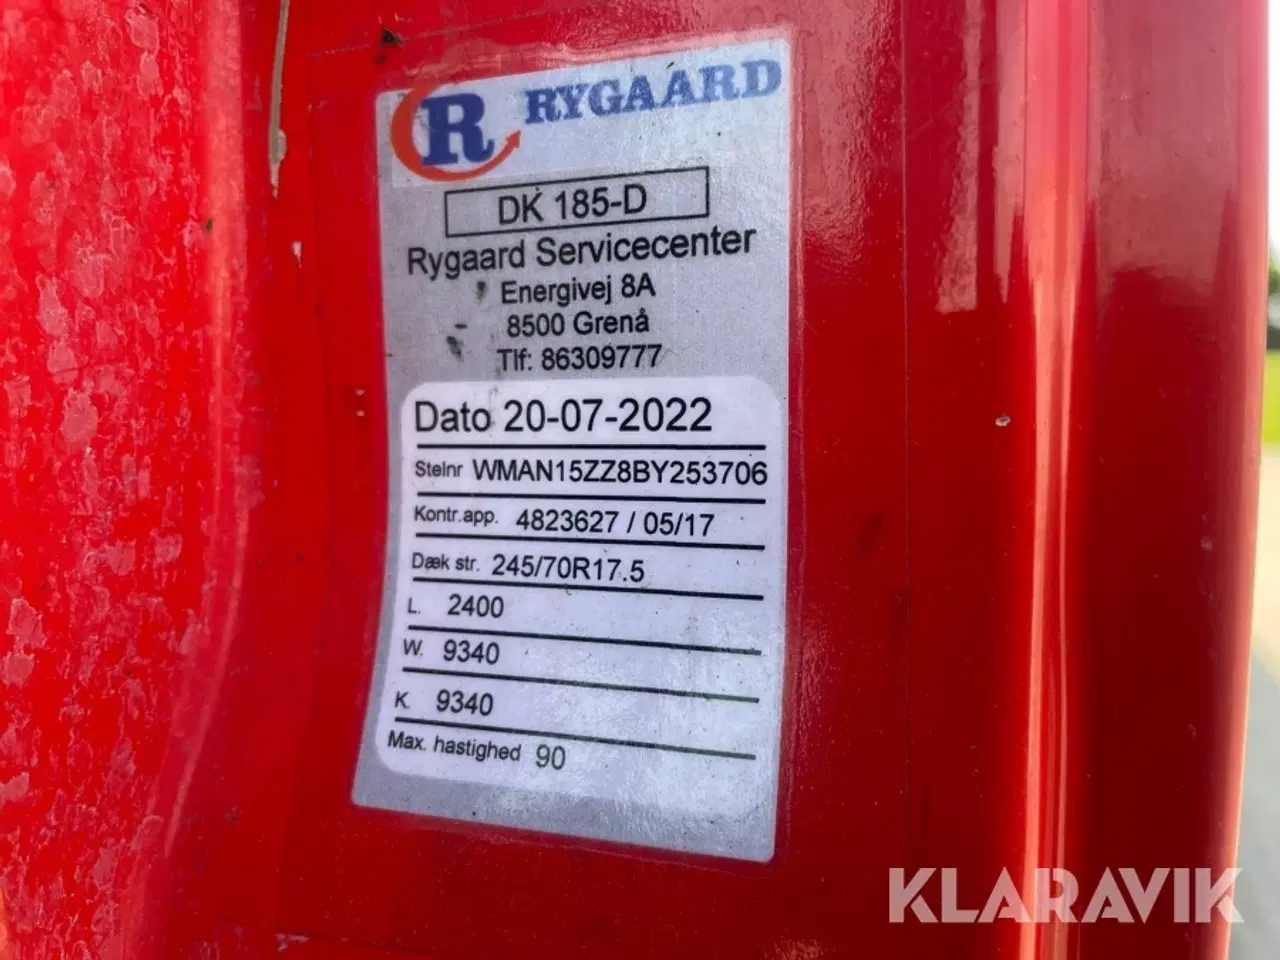 R RYGAARD
DK 185-D
Rygaard Servicecenter
Energivej 8A
8500 Grenå
Tlf: 86309777
Dato 20-07-2022
Stelnr WMAN15ZZ8BY253706
Kontr.app. 4823627 / 05/17
Dæk str. 245/70R17.5
L. 2400
W. 9340
K. 9340
Max. hastighed 90
KLARAVIK